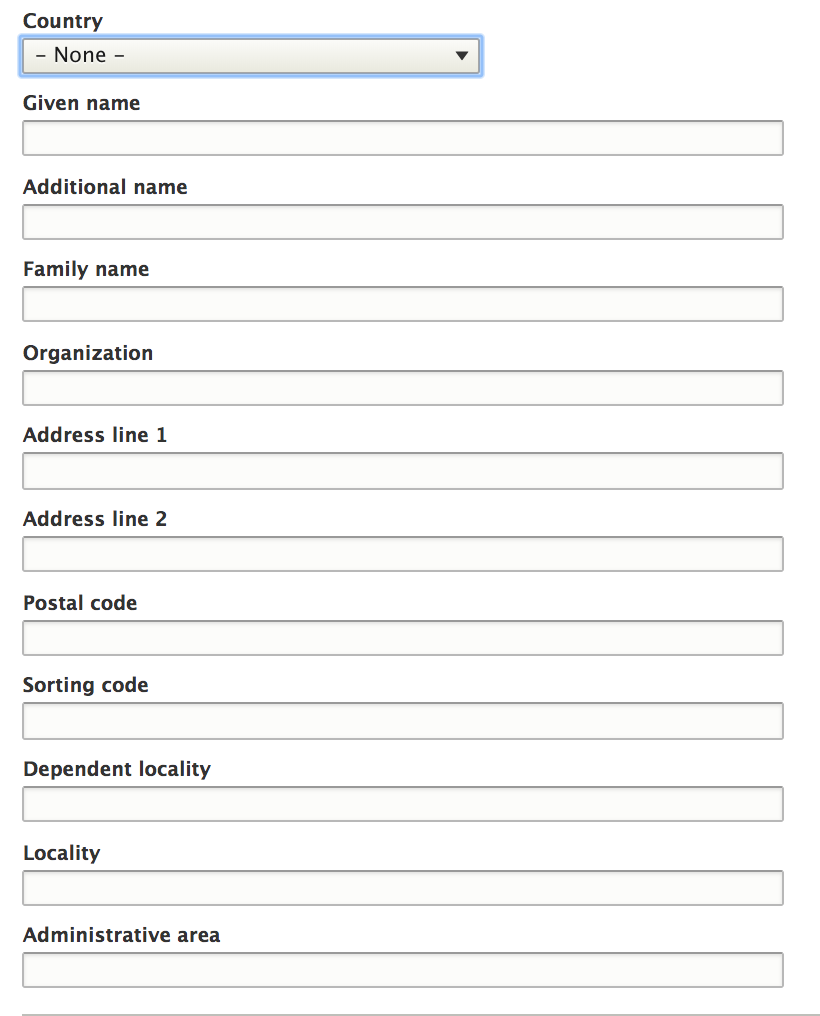 Country
– None –
Given name
Additional name
Family name
Organization
Address line 1
Address line 2
Postal code
Sorting code
Dependent locality
Locality
Administrative area